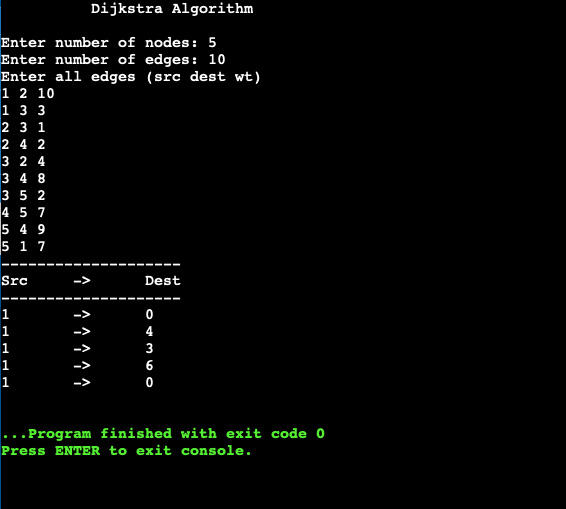 Dijkstra Algorithm
Enter number of nodes: 5
Enter number of edges: 10
Enter all edges (src dest wt)
1 2 10
1 3 3
2 3 1
2 4 2
3 2 4
3 4 8
3 5 2
4 5 7
5 4 9
5 1 7
--------------------
Src -> Dest
--------------------
1 -> 0
1 -> 4
1 -> 3
1 -> 6
1 -> 0
...Program finished with exit code 0
Press ENTER to exit console.